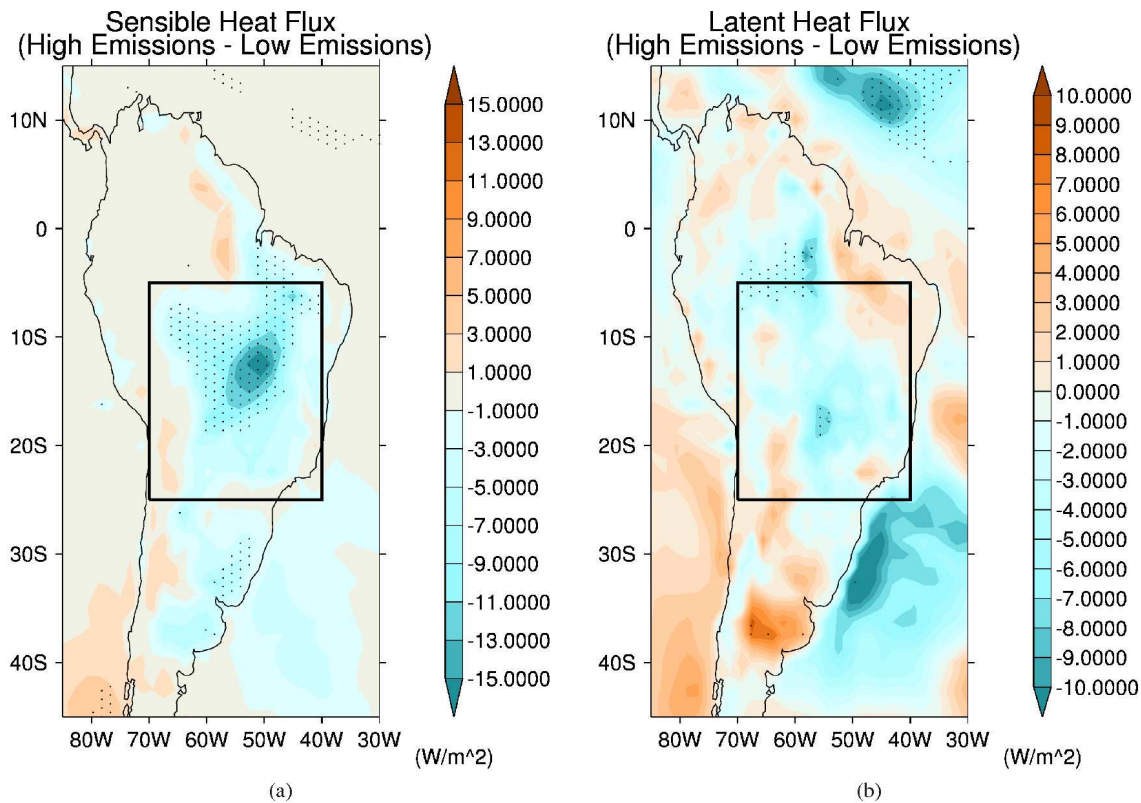 Sensible Heat Flux
(High Emissions - Low Emissions)
10N
0
10S
20S
30S
40S
80W 70W 60W 50W 40W 30W
15.0000
13.0000
11.0000
9.0000
7.0000
5.0000
3.0000
1.0000
-1.0000
-3.0000
-5.0000
-7.0000
-9.0000
-11.0000
-13.0000
-15.0000
(W/m^2)
(a)
Latent Heat Flux
(High Emissions - Low Emissions)
10N
0
10S
20S
30S
40S
80W 70W 60W 50W 40W 30W
10.0000
9.0000
8.0000
7.0000
6.0000
5.0000
4.0000
3.0000
2.0000
1.0000
0.0000
-1.0000
-2.0000
-3.0000
-4.0000
-5.0000
-6.0000
-7.0000
-8.0000
-9.0000
-10.0000
(W/m^2)
(b)